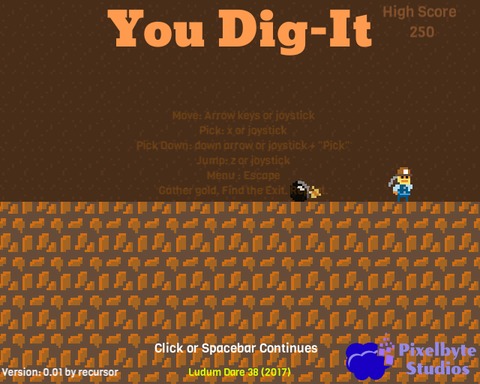 You Dig-It
High Score
250
Move: Arrow keys or joystick
Pick: x or joystick
Pick Down: down arrow or joystick + "Pick"
Jump: z or joystick
Menu : Escape
Gather gold, Find the Exit,
Click or Spacebar Continues
Pixelbyte
Studios
Version: 0.01 by recursor
Ludum Dare 38 (2017)